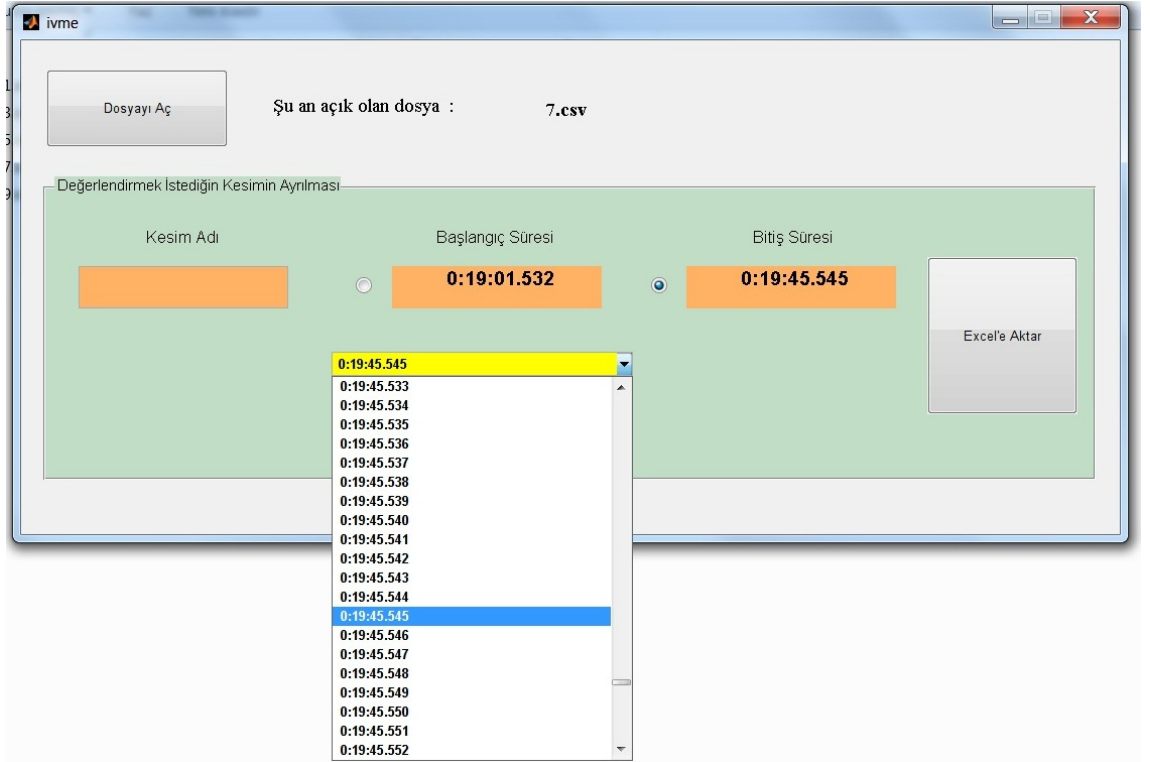 ivme
Dosyayı Aç
Şu an açık olan dosya : 7.csv
Değerlendirmek İstediğin Kesimin Ayrılması
Kesim Adı
Başlangıç Süresi
Bitiş Süresi
0:19:01.532
0:19:45.545
Excel'e Aktar
0:19:45.545
0:19:45.533
0:19:45.534
0:19:45.535
0:19:45.536
0:19:45.537
0:19:45.538
0:19:45.539
0:19:45.540
0:19:45.541
0:19:45.542
0:19:45.543
0:19:45.544
0:19:45.545
0:19:45.546
0:19:45.547
0:19:45.548
0:19:45.549
0:19:45.550
0:19:45.551
0:19:45.552